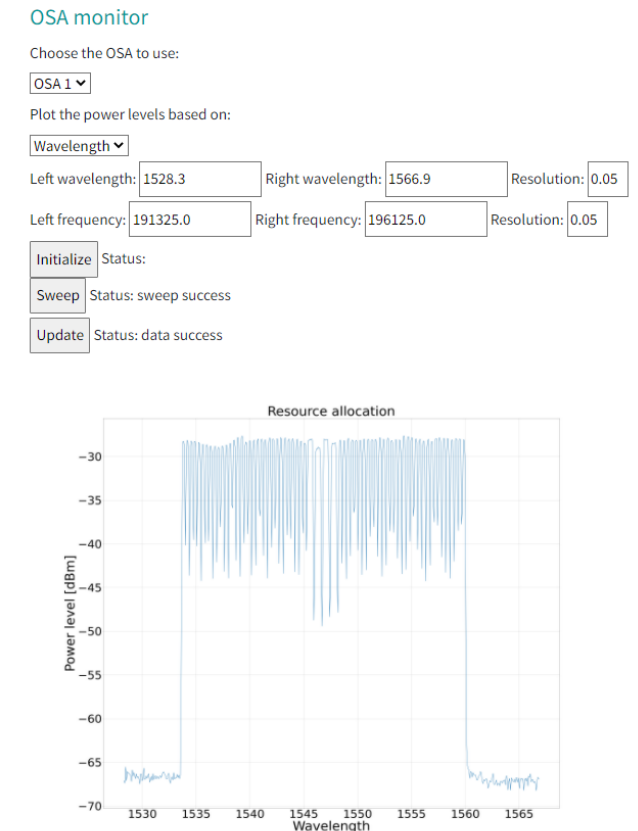 OSA monitor
Choose the OSA to use:
OSA 1
Plot the power levels based on:
Wavelength
Left wavelength: 1528.3 Right wavelength: 1566.9 Resolution: 0.05
Left frequency: 191325.0 Right frequency: 196125.0 Resolution: 0.05
Initialize Status:
Sweep Status: sweep success
Update Status: data success
Resource allocation
Power level [dBm]
−30
−35
−40
−45
−50
−55
−60
−65
−70
1530 1535 1540 1545 1550 1555 1560 1565
Wavelength